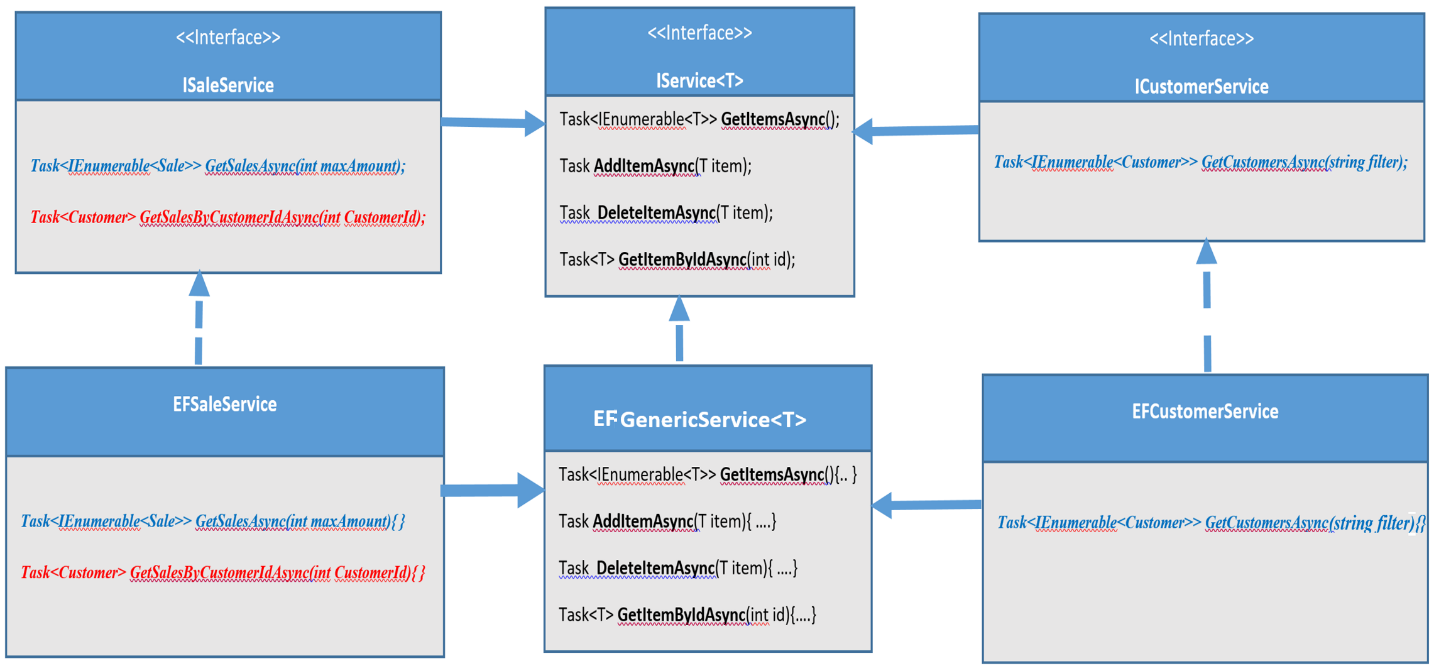 <<Interface>>
ISaleService
Task<IEnumerable<Sale>> GetSalesAsync(int maxAmount);
Task<Customer> GetSalesByCustomerIdAsync(int CustomerId);
<<Interface>>
IService<T>
Task<IEnumerable<T>> GetItemsAsync();
Task AddItemAsync(T item);
Task DeleteItemAsync(T item);
Task<T> GetItemByIdAsync(int id);
<<Interface>>
ICustomerService
Task<IEnumerable<Customer>> GetCustomersAsync(string filter);
EFSaleService
Task<IEnumerable<Sale>> GetSalesAsync(int maxAmount){ }
Task<Customer> GetSalesByCustomerIdAsync(int CustomerId){ }
EF-GenericService<T>
Task<IEnumerable<T>> GetItemsAsync(){.. }
Task AddItemAsync(T item){ ....}
Task DeleteItemAsync(T item){ ....}
Task<T> GetItemByIdAsync(int id){....}
EFCustomerService
Task<IEnumerable<Customer>> GetCustomersAsync(string filter){}